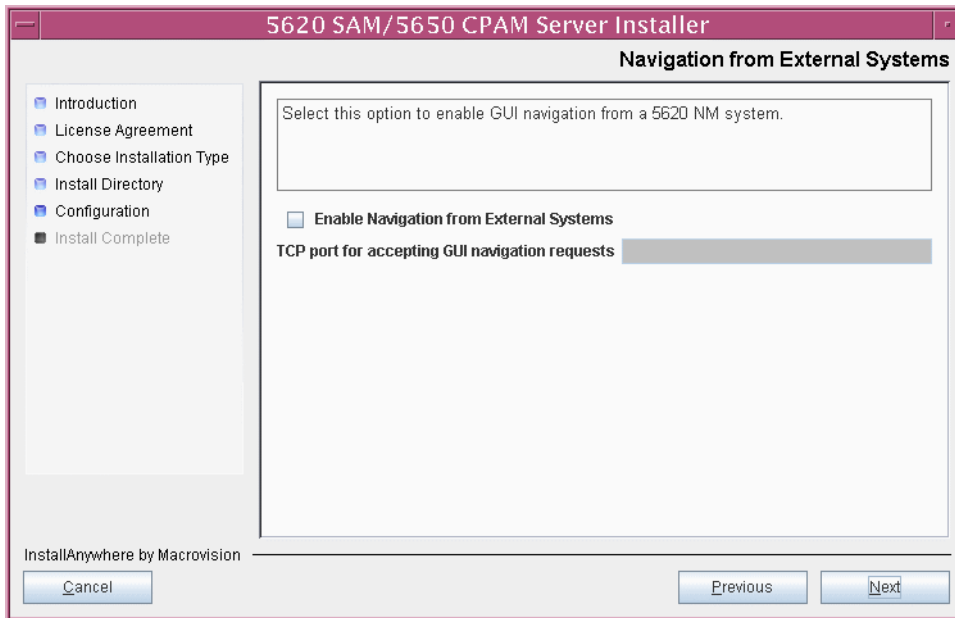 5620 SAM/5650 CPAM Server Installer
Navigation from External Systems
Introduction
License Agreement
Choose Installation Type
Install Directory
Configuration
Install Complete
Select this option to enable GUI navigation from a 5620 NM system.
Enable Navigation from External Systems
TCP port for accepting GUI navigation requests
InstallAnywhere by Macrovision
Cancel
Previous
Next